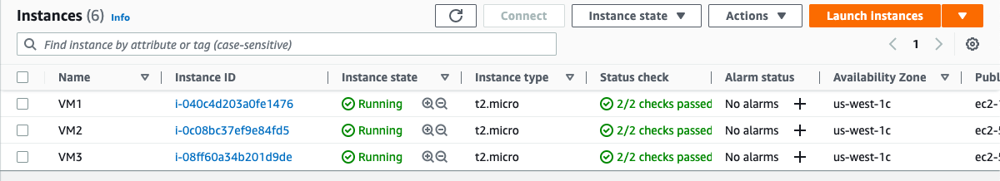 Instances (6) Info Connect Instance state Actions Launch instances
Find instance by attribute or tag (case-sensitive)
1
Name Instance ID Instance state Instance type Status check Alarm status Availability Zone Publ
VM1 i-040c4d203a0fe1476 Running t2.micro 2/2 checks passed No alarms + us-west-1c ec2-
VM2 i-0c08bc37ef9e84fd5 Running t2.micro 2/2 checks passed No alarms + us-west-1c ec2-5
VM3 i-08ff60a34b201d9de Running t2.micro 2/2 checks passed No alarms + us-west-1c ec2-5